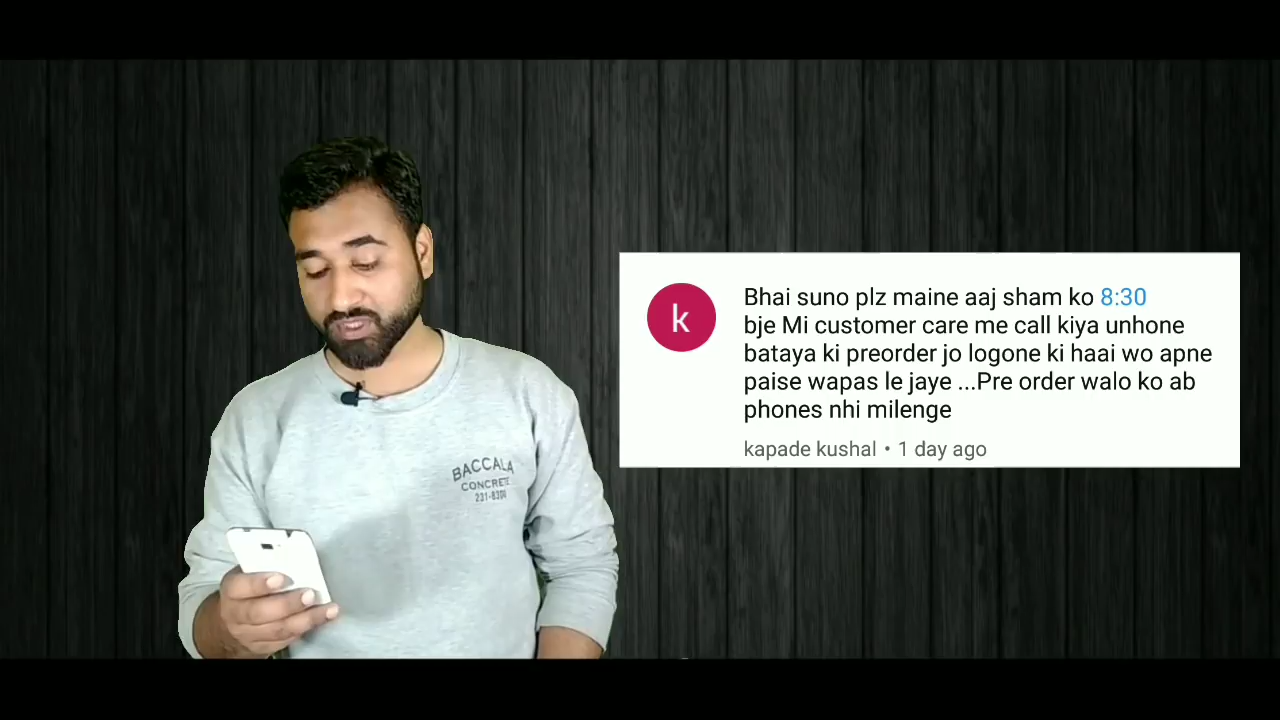 k
Bhai suno plz maine aaj sham ko 8:30
bje Mi customer care me call kiya unhone
bataya ki preorder jo logone ki haai wo apne
paise wapas le jaye ...Pre order walo ko ab
phones nhi milenge
kapade kushal • 1 day ago
BACCALA
CONCRETE
231-8300